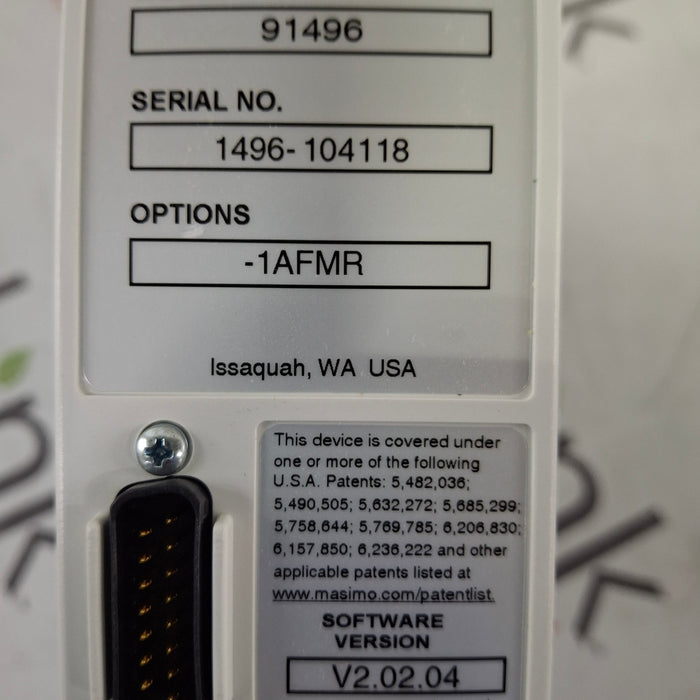 91496
SERIAL NO.
1496-104118
OPTIONS
-1AFMR
Issaquah, WA USA
This device is covered under
one or more of the following
U.S.A. Patents: 5,482,036;
5,490,505; 5,632,272; 5,685,299;
5,758,644; 5,769,785; 6,206,830;
6,157,850; 6,236,222 and other
applicable patents listed at
www.masimo.com/patentlist.
SOFTWARE
VERSION
V2.02.04